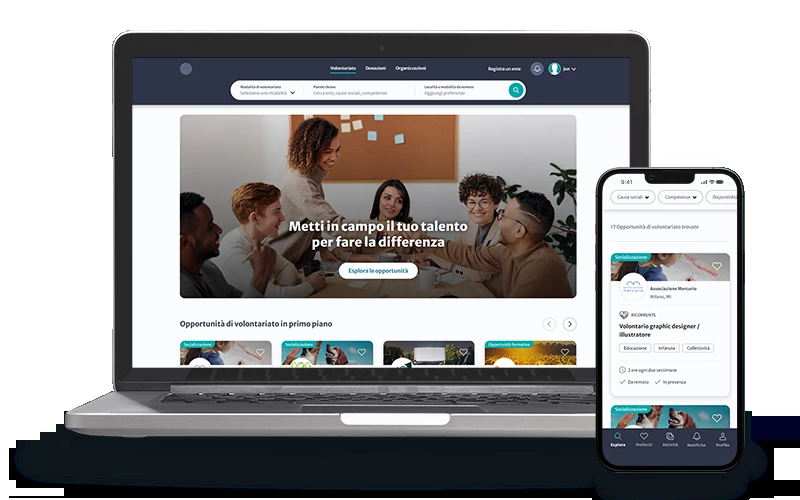 Volontariato Donazioni Organizzazioni
Registra un ente
Jon
Modalità di volontariato
Seleziona una modalità
Parole chiave
Cerca enti, cause sociali, competenze
Località e modalità da remoto
Aggiungi preferenze
Metti in campo il tuo talento
per fare la differenza
Esplora le opportunità
Opportunità di volontariato in primo piano
Socializzazione
Socializzazione
Opportunità formativa
9:41
Cause sociali
Competenze
Disponibilità
17 Opportunità di volontariato trovate
Socializzazione
Associazione Mercurio
Milano, MI
RICORRENTE
Volontario graphic designer /
illustratore
Educazione
Infanzia
Collettività
2 ore ogni due settimane
Da remoto
In presenza
Socializzazione
Esplora
Preferiti
Attività
Notifiche
Profilo